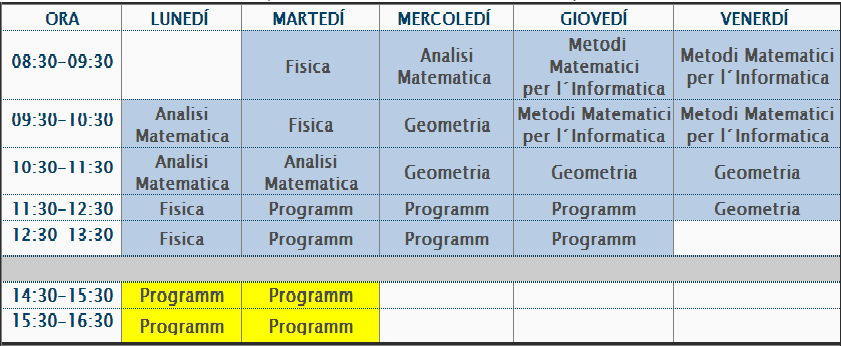 ORA LUNEDÍ MARTEDÍ MERCOLEDÍ GIOVEDÍ VENERDÍ
08:30-09:30 Fisica Analisi Matematica Metodi Matematici per l´Informatica Metodi Matematici per l´Informatica
09:30-10:30 Analisi Matematica Fisica Geometria Metodi Matematici per l´Informatica Metodi Matematici per l´Informatica
10:30-11:30 Analisi Matematica Analisi Matematica Geometria Geometria Geometria
11:30-12:30 Fisica Programm Programm Programm Geometria
12:30 13:30 Fisica Programm Programm Programm
14:30-15:30 Programm Programm
15:30-16:30 Programm Programm